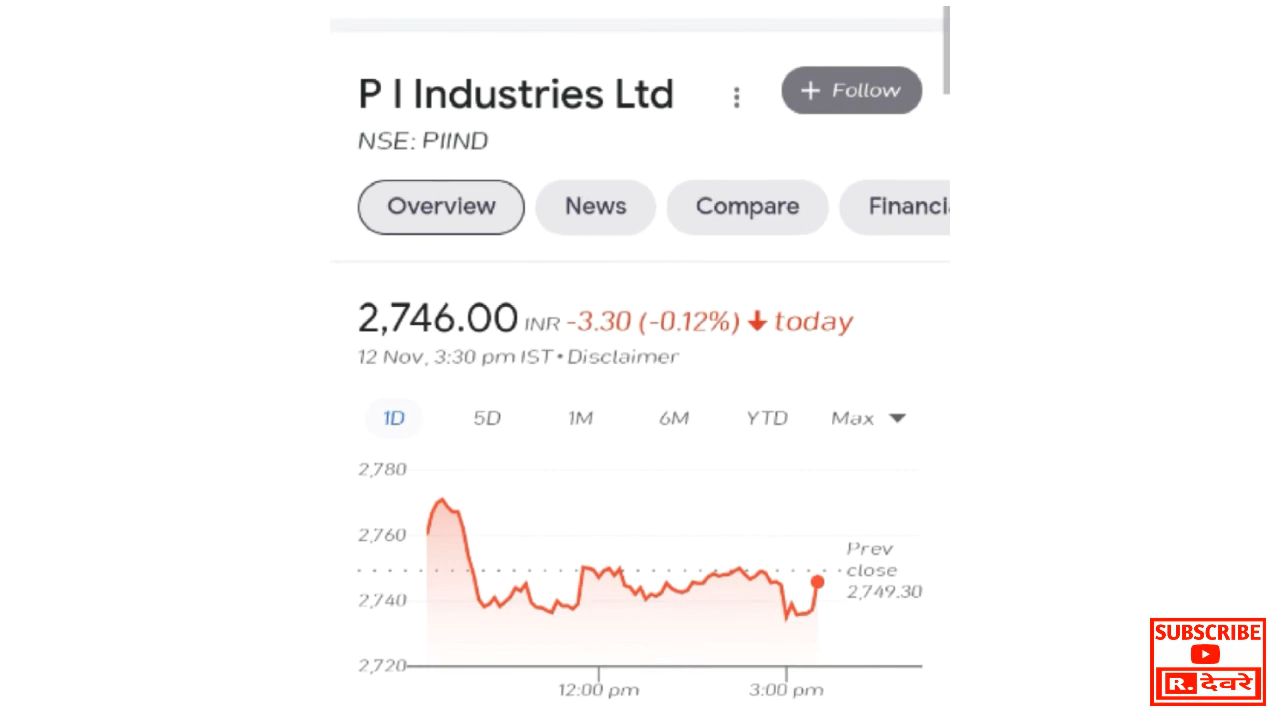 P I Industries Ltd
+ Follow
NSE: PIIND
Overview News Compare Financi
2,746.00 INR -3.30 (-0.12%) ↓ today
12 Nov, 3:30 pm IST • Disclaimer
1D 5D 1M 6M YTD Max
2,780
2,760
2,740
2,720
Prev
close
2,749.30
12:00 pm 3:00 pm
SUBSCRIBE
R. देवरे